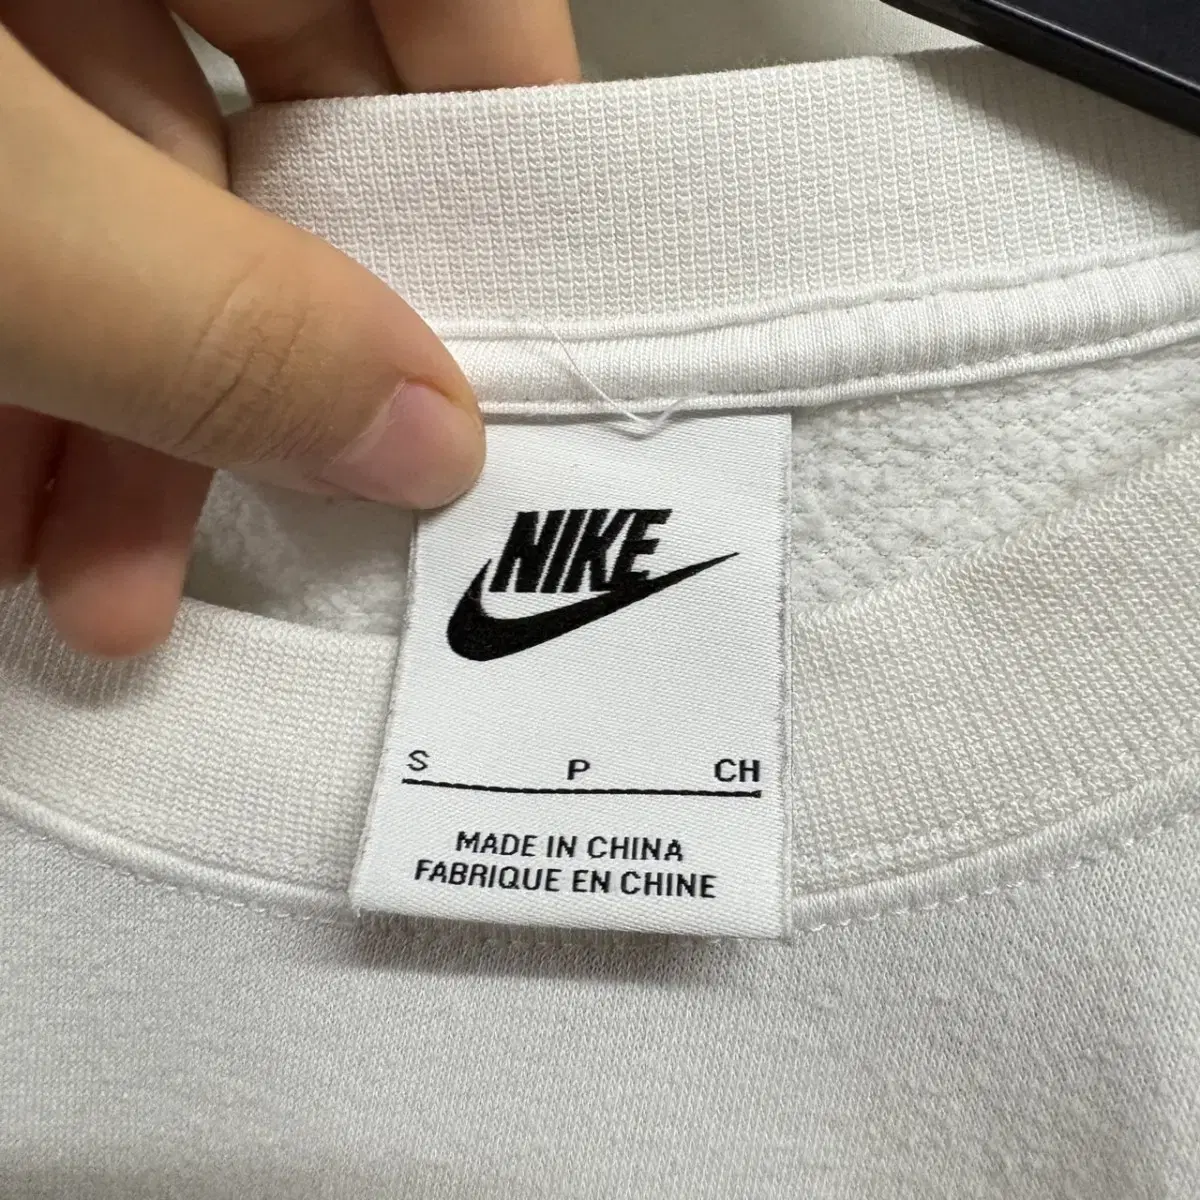 NIKE
S P CH
MADE IN CHINA
FABRIQUE EN CHINE